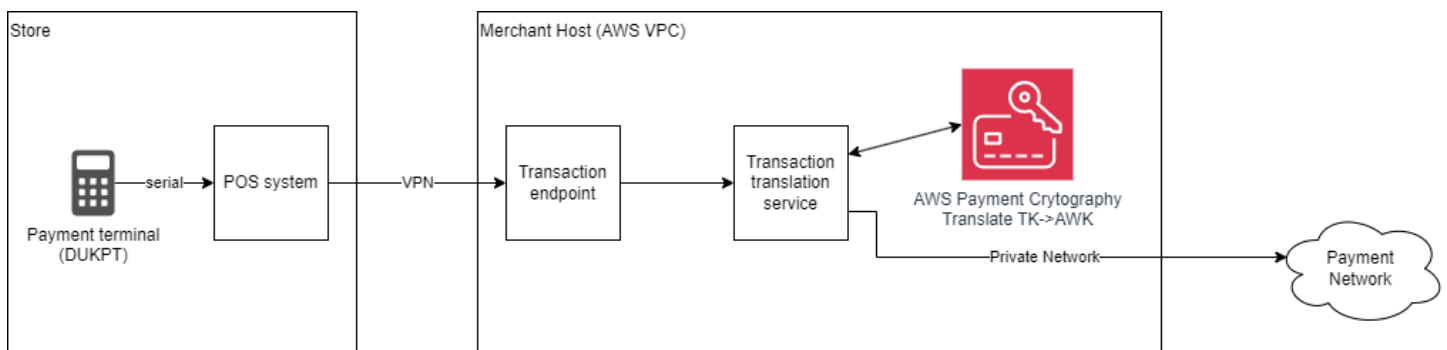 Store
Merchant Host (AWS VPC)
Payment terminal
(DUKPT)
serial
POS system
VPN
Transaction
endpoint
Transaction
translation
service
AWS Payment Crytography
Translate TK->AWK
Private Network
Payment
Network